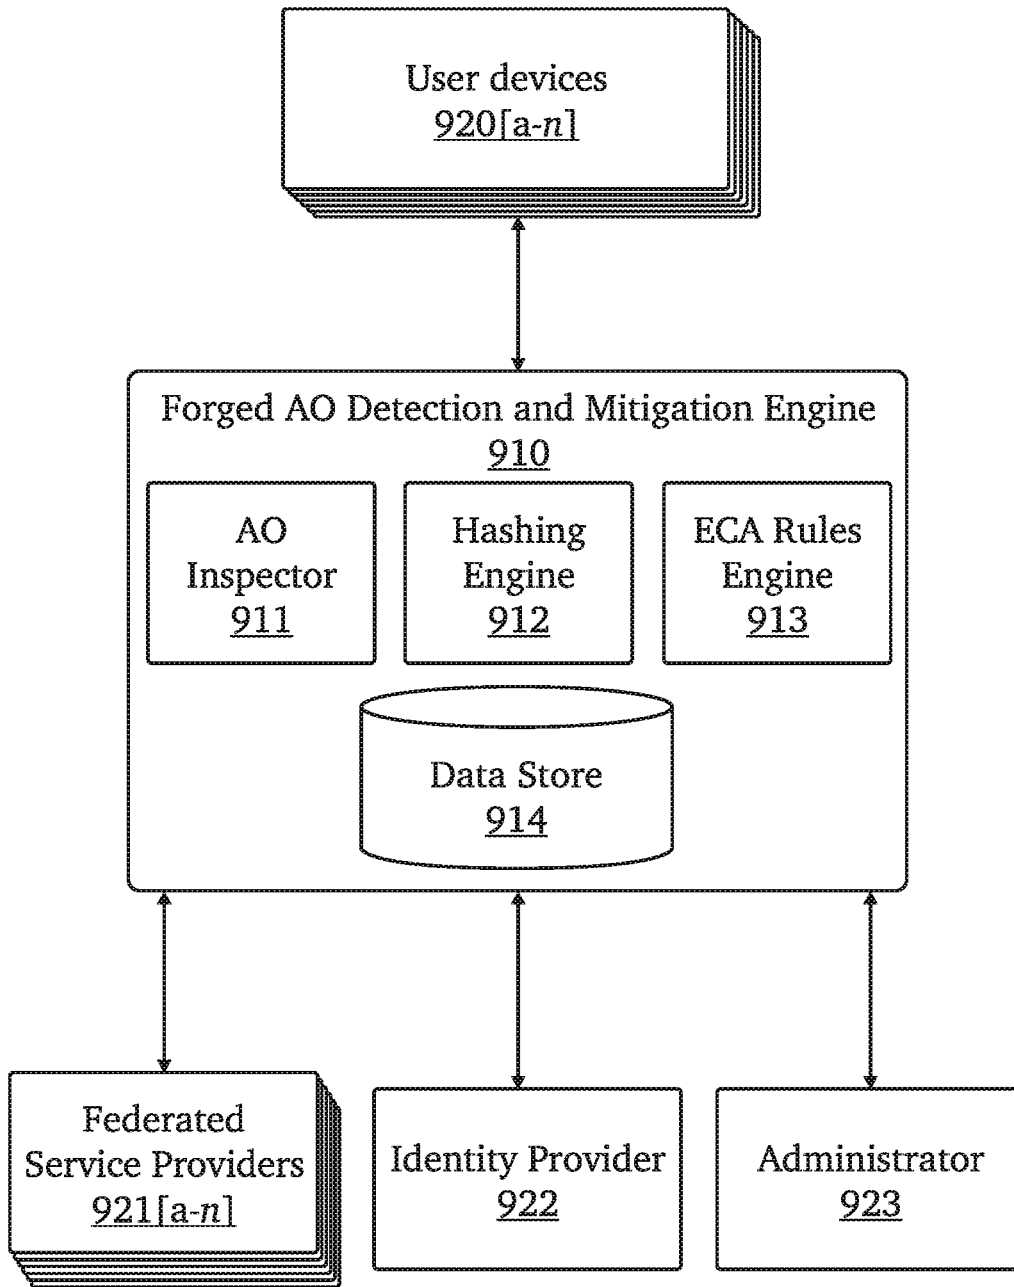 User devices
920[a-n]
Forged AO Detection and Mitigation Engine
910
AO
Inspector
911
Hashing
Engine
912
ECA Rules
Engine
913
Data Store
914
Federated
Service Providers
921[a-n]
Identity Provider
922
Administrator
923